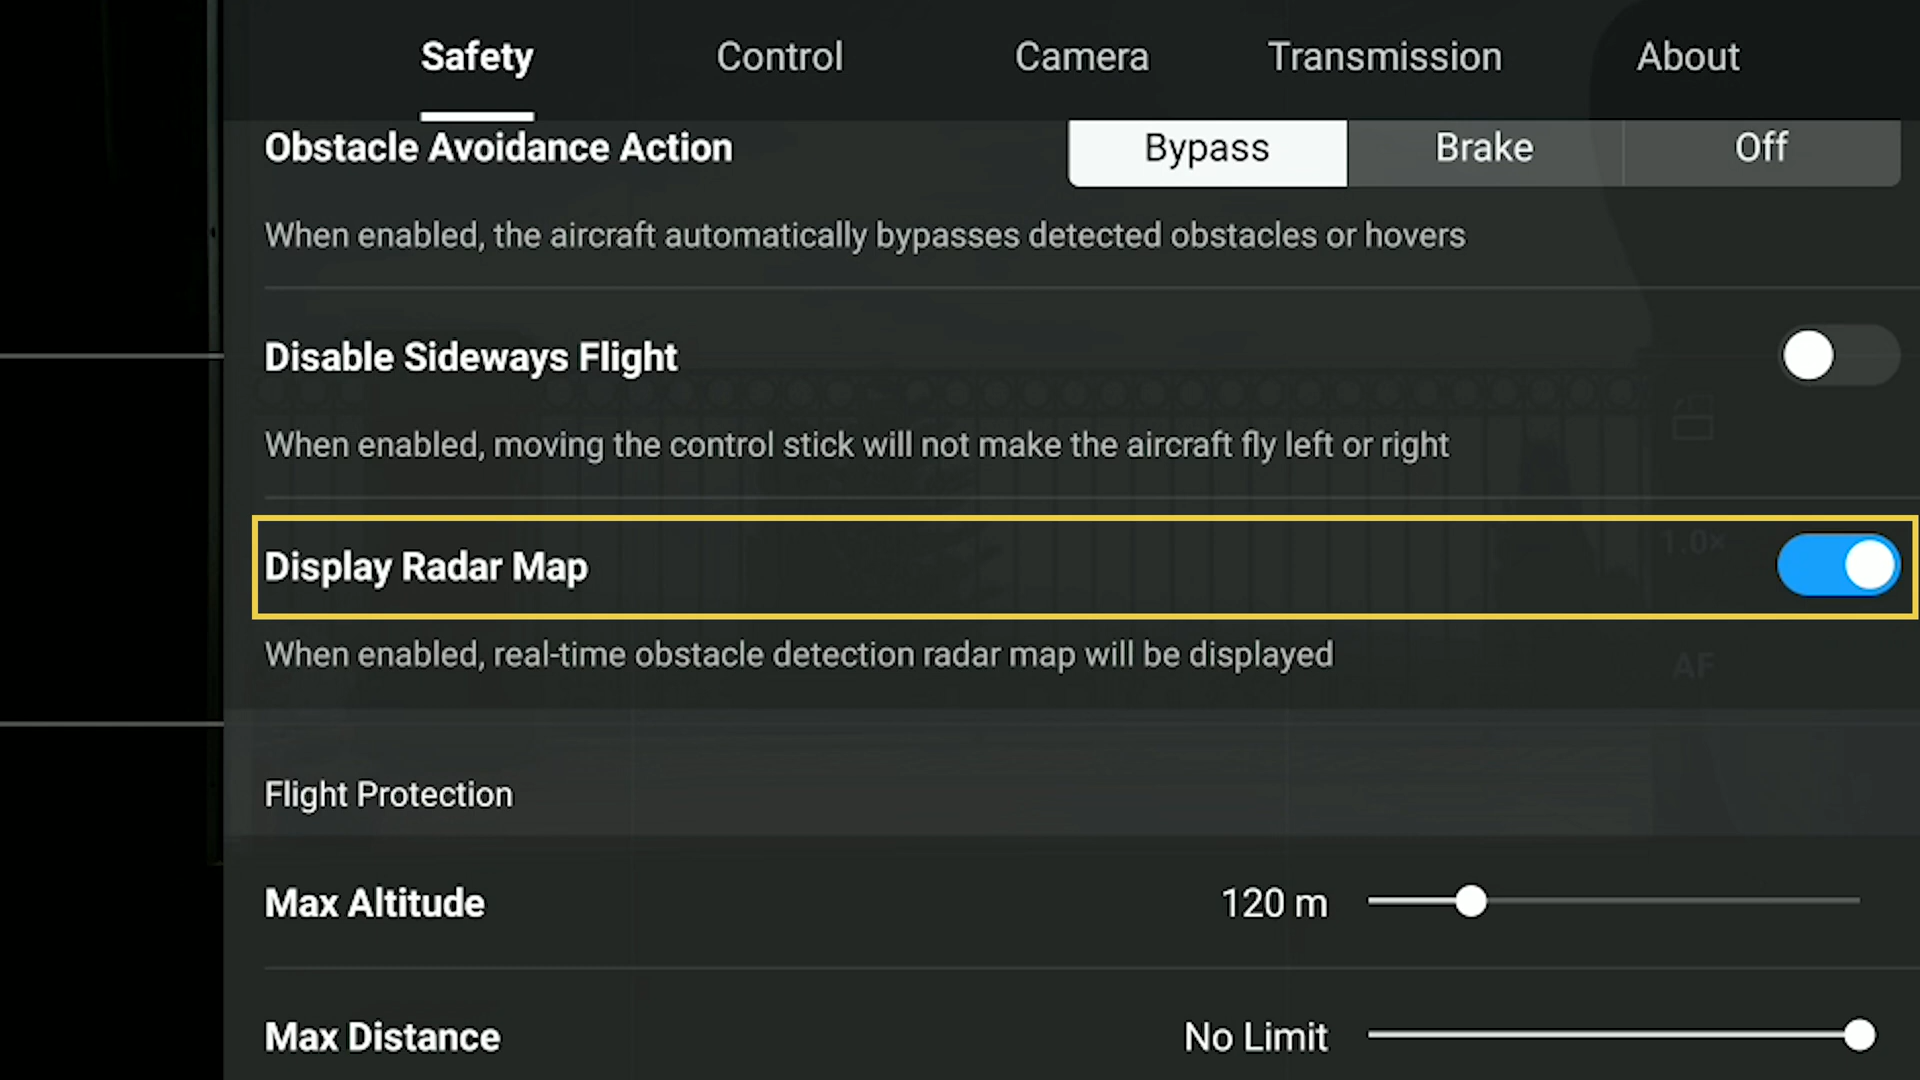 Safety Control Camera Transmission About
Obstacle Avoidance Action Bypass Brake Off
When enabled, the aircraft automatically bypasses detected obstacles or hovers
Disable Sideways Flight
When enabled, moving the control stick will not make the aircraft fly left or right
1.0×
Display Radar Map
When enabled, real-time obstacle detection radar map will be displayed
AF
Flight Protection
Max Altitude 120 m
Max Distance No Limit